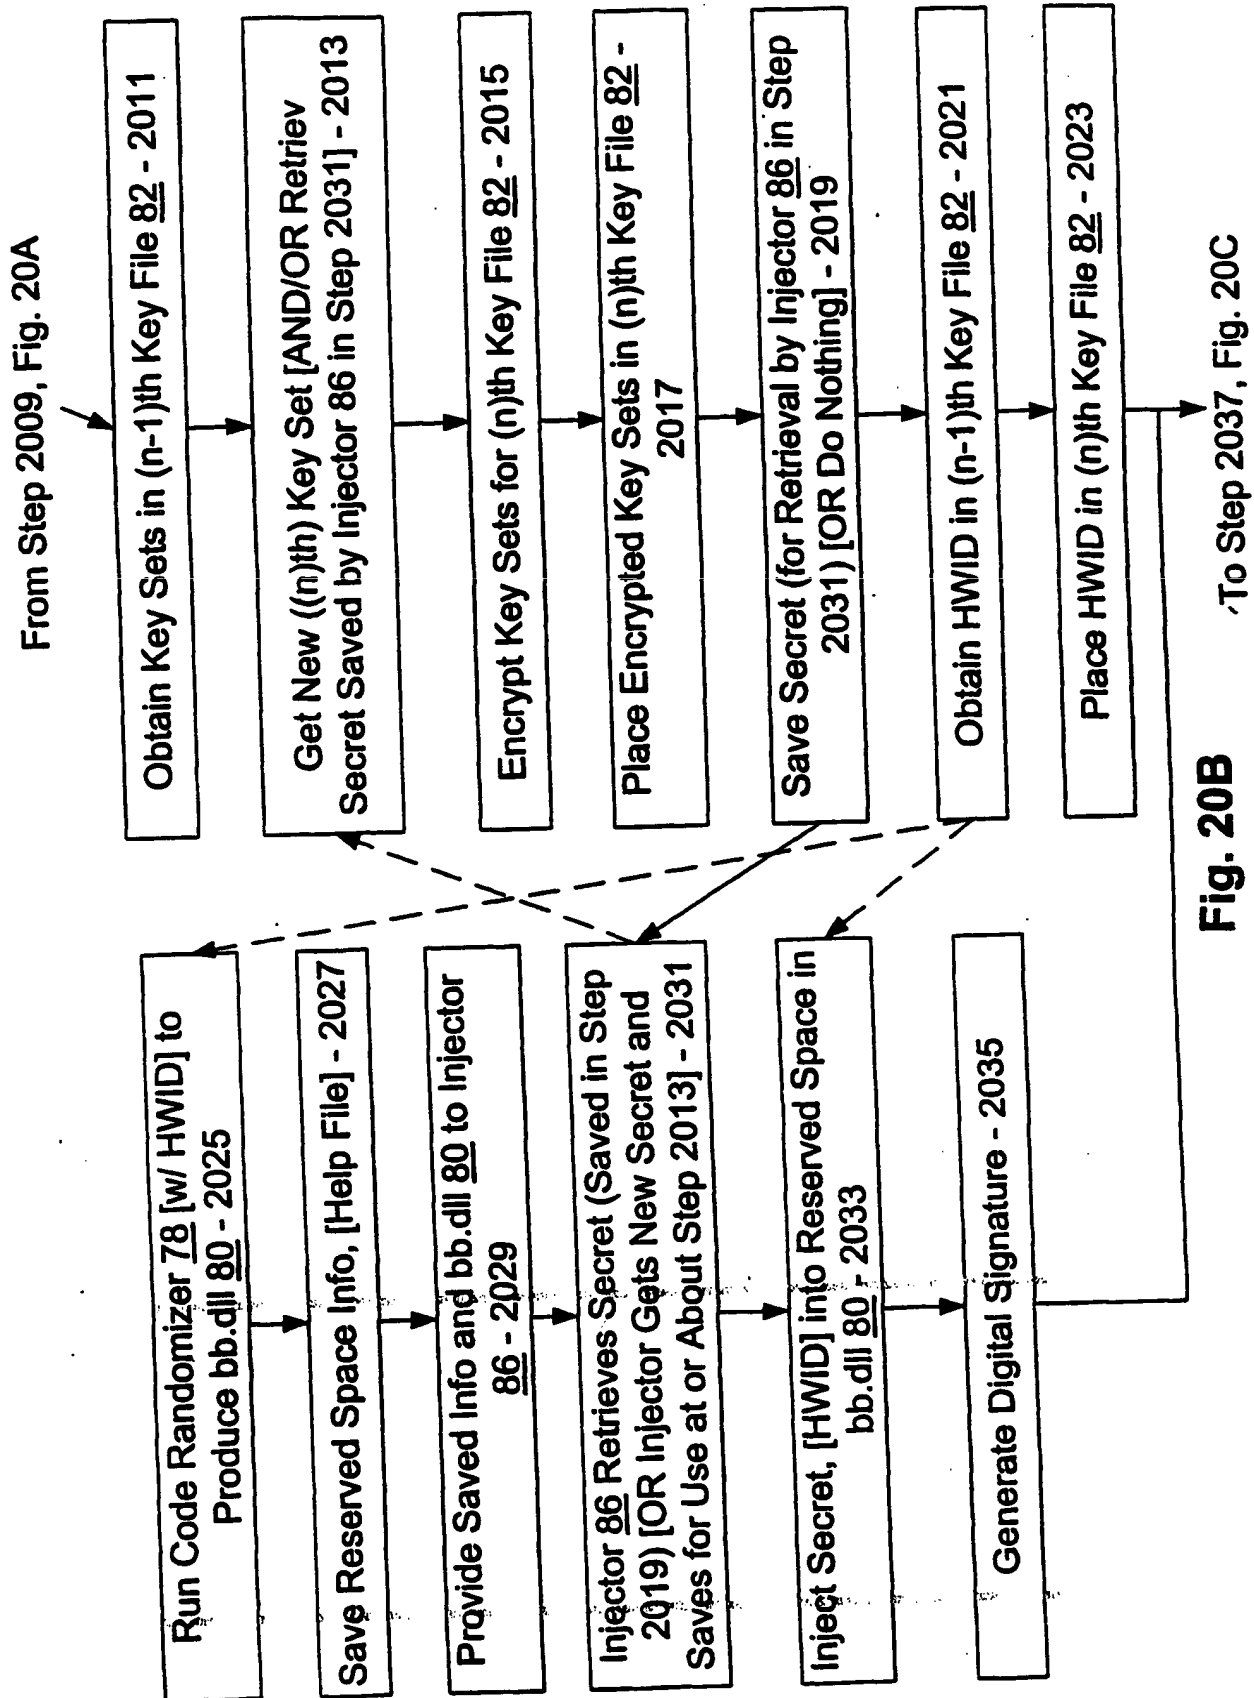 From Step 2009, Fig. 20A
Obtain Key Sets in (n-1)th Key File 82 - 2011
Get New ((n)th) Key Set [AND/OR Retriev
Secret Saved by Injector 86 in Step 2031] - 2013
Encrypt Key Sets for (n)th Key File 82 - 2015
Place Encrypted Key Sets in (n)th Key File 82 -
2017
Save Secret (for Retrieval by Injector 86 in Step
2031) [OR Do Nothing] - 2019
Obtain HWID in (n-1)th Key File 82 - 2021
Place HWID in (n)th Key File 82 - 2023
To Step 2037, Fig. 20C
Run Code Randomizer 78 [w/ HWID] to
Produce bb.dll 80 - 2025
Save Reserved Space Info, [Help File] - 2027
Provide Saved Info and bb.dll 80 to Injector
86 - 2029
Injector 86 Retrieves Secret (Saved in Step
2019) [OR Injector Gets New Secret and
Saves for Use at or About Step 2013] - 2031
Inject Secret, [HWID] into Reserved Space in
bb.dll 80 - 2033
Generate Digital Signature - 2035
Fig. 20B